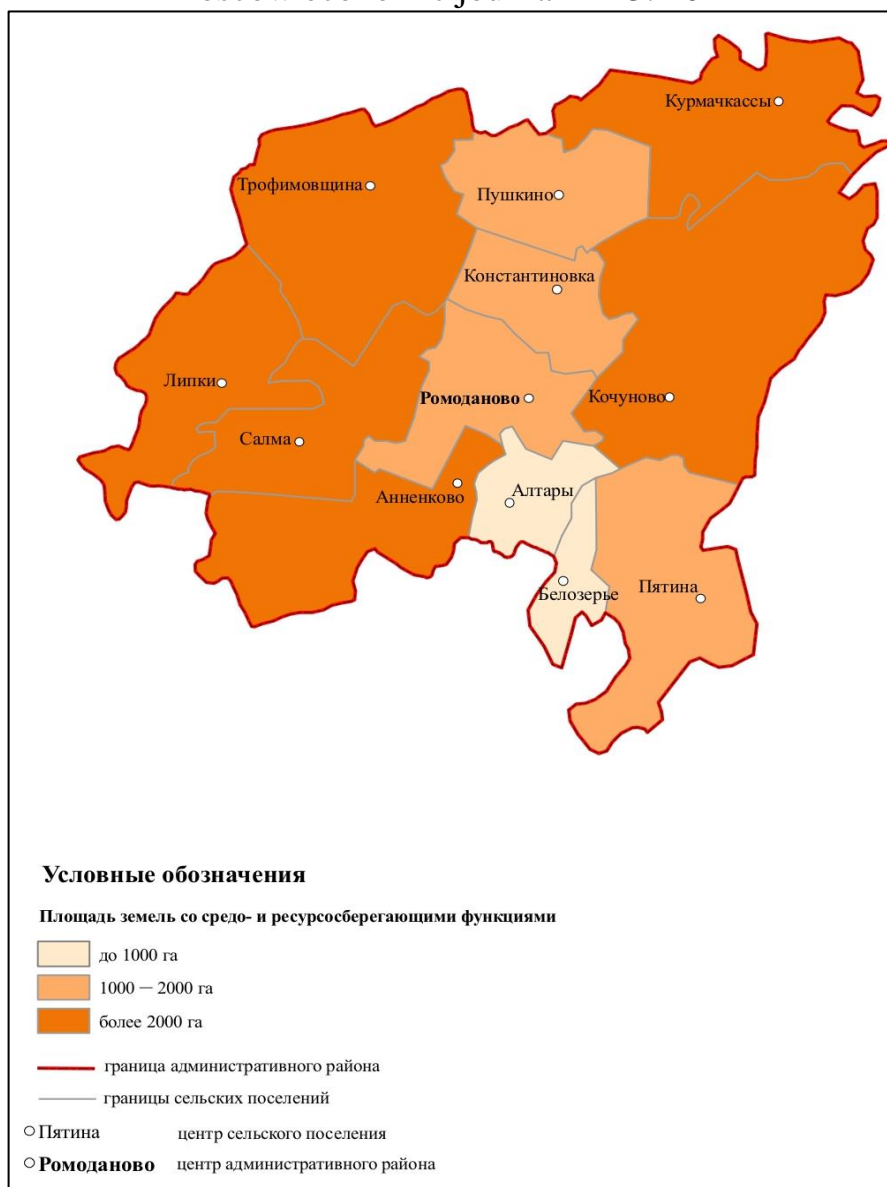 Курмачкассы
Трофимовщина
Пушкино
Константиновка
Липки
Ромоданово
Кочуново
Салма
Анненково
Алтары
Белозерье
Пятина
Условные обозначения
Площадь земель со средо- и ресурсосберегающими функциями
до 1000 га
1000 — 2000 га
более 2000 га
граница административного района
границы сельских поселений
Пятина центр сельского поселения
Ромоданово центр административного района